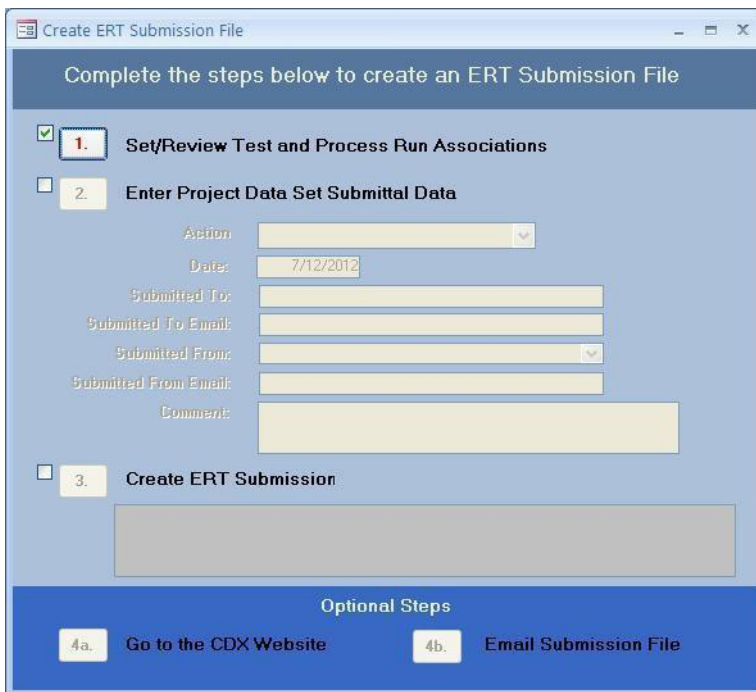 Create ERT Submission File
Complete the steps below to create an ERT Submission File
1. Set/Review Test and Process Run Associations
2. Enter Project Data Set Submittal Data
Action
Date: 7/12/2012
Submitted To:
Submitted To Email:
Submitted From:
Submitted From Email:
Comment:
3. Create ERT Submission
Optional Steps
4a. Go to the CDX Website 4b. Email Submission File